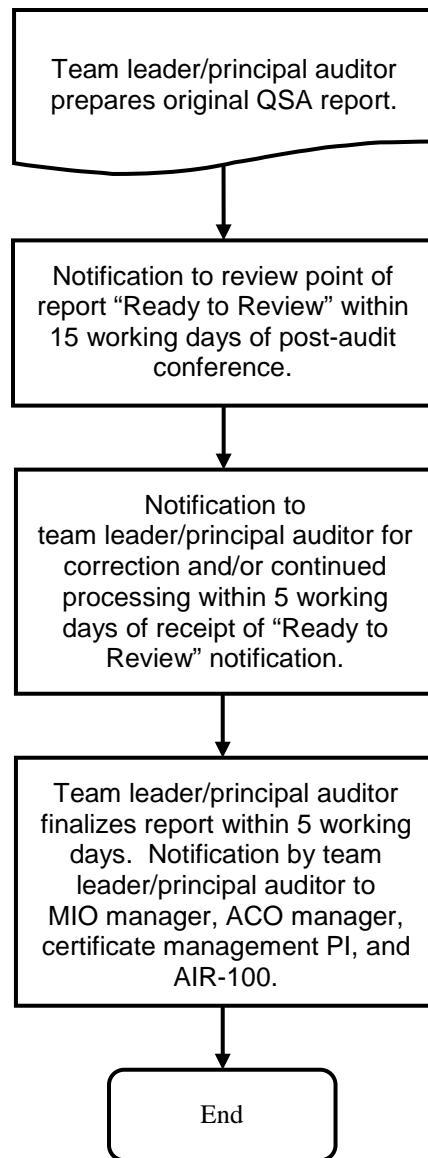 Team leader/principal auditor
prepares original QSA report.
Notification to review point of
report “Ready to Review” within
15 working days of post-audit
conference.
Notification to
team leader/principal auditor for
correction and/or continued
processing within 5 working
days of receipt of “Ready to
Review” notification.
Team leader/principal auditor
finalizes report within 5 working
days.  Notification by team
leader/principal auditor to
MIO manager, ACO manager,
certificate management PI, and
AIR-100.
End